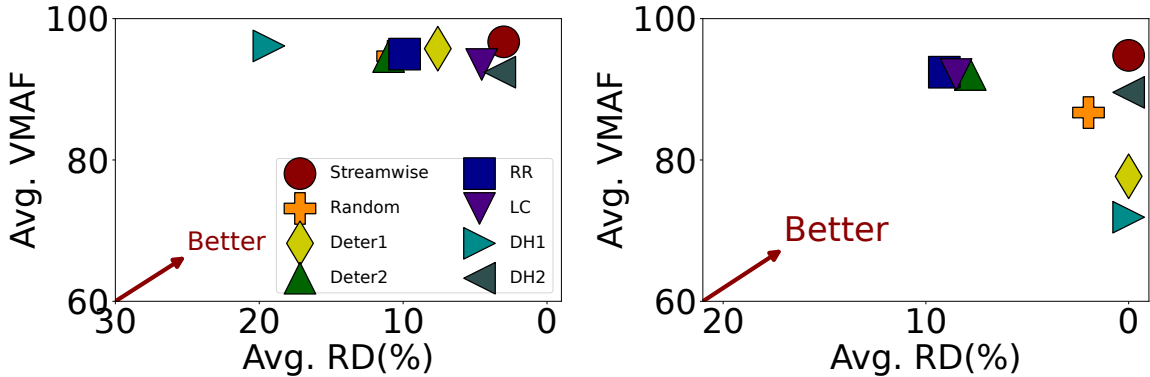 100
80
60
Avg. VMAF
30
20
10
0
Avg. RD(%)
Better
Streamwise
Random
Deter1
Deter2
RR
LC
DH1
DH2
100
80
60
Avg. VMAF
20
10
0
Avg. RD(%)
Better